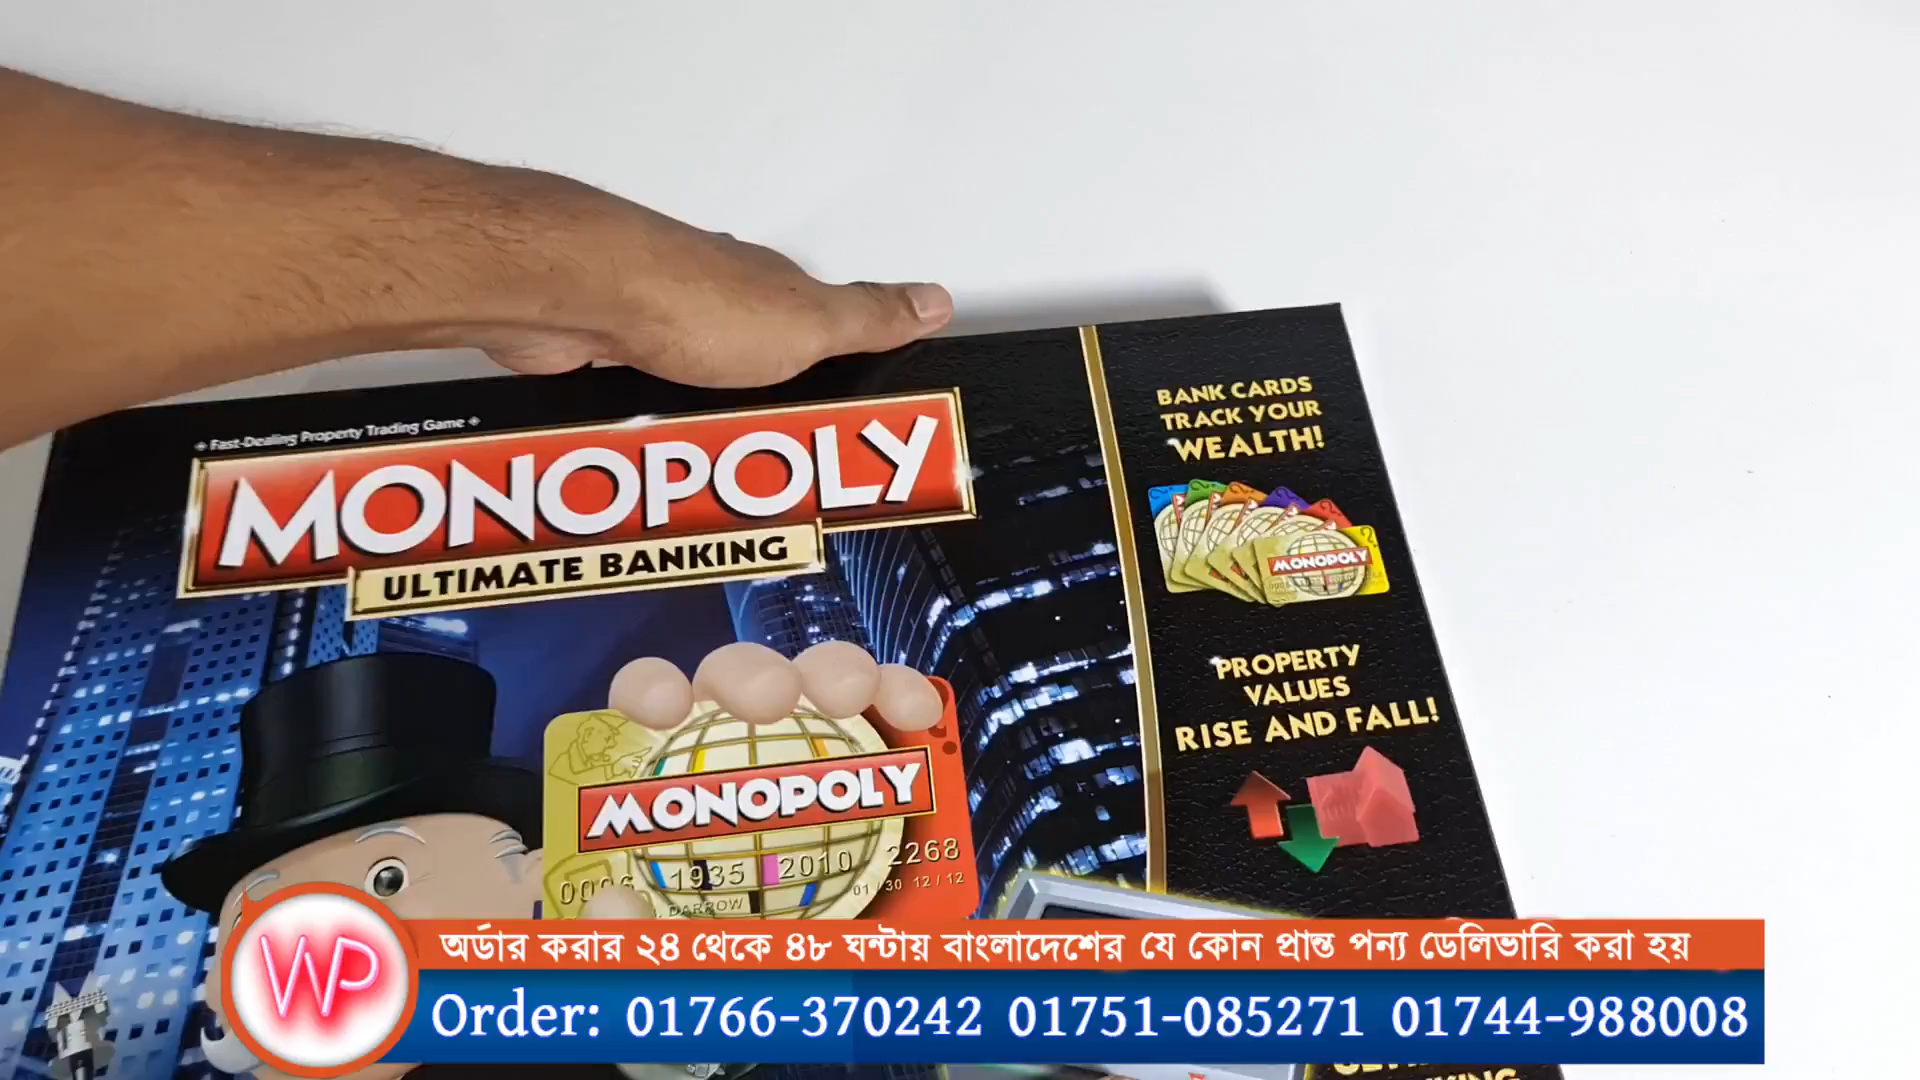 Fast-Dealing Property Trading Game
MONOPOLY
ULTIMATE BANKING
BANK CARDS
TRACK YOUR
WEALTH!
MONOPOLY
PROPERTY
VALUES
RISE AND FALL!
MONOPOLY
1935 2010 2268
01/30 12/12
DARROW
WP
অর্ডার করার ২৪ থেকে ৪৮ ঘন্টায় বাংলাদেশের যে কোন প্রান্ত পন্য ডেলিভারি করা হয়
Order: 01766-370242 01751-085271 01744-988008